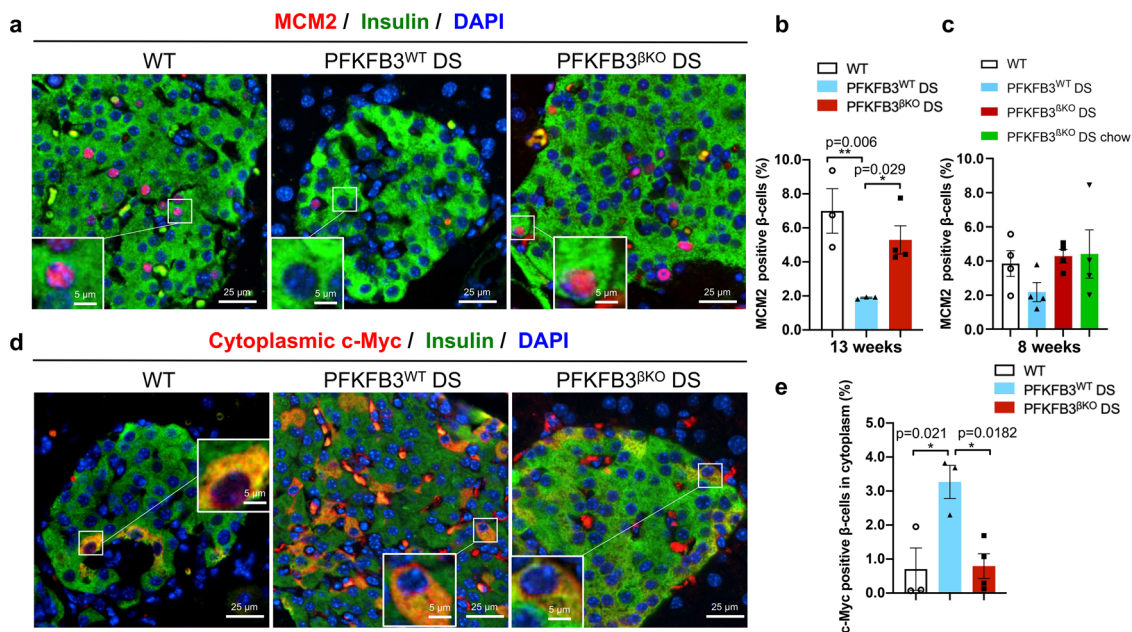 a
MCM2 / Insulin / DAPI
WT
PFKFB3ᵂᵀ DS
PFKFB3ᵝᴷᴼ DS
5 µm
25 µm
5 µm
25 µm
5 µm
25 µm
b
WT
PFKFB3ᵂᵀ DS
PFKFB3ᵝᴷᴼ DS
MCM2 positive β-cells (%)
10.0
8.0
6.0
4.0
2.0
0.0
p=0.006
**
p=0.029
*
13 weeks
c
WT
PFKFB3ᵂᵀ DS
PFKFB3ᵝᴷᴼ DS
PFKFB3ᵝᴷᴼ DS chow
MCM2 positive β-cells (%)
10.0
8.0
6.0
4.0
2.0
0.0
8 weeks
d
Cytoplasmic c-Myc / Insulin / DAPI
WT
PFKFB3ᵂᵀ DS
PFKFB3ᵝᴷᴼ DS
5 µm
25 µm
5 µm
25 µm
5 µm
25 µm
e
WT
PFKFB3ᵂᵀ DS
PFKFB3ᵝᴷᴼ DS
c-Myc positive β-cells in cytoplasm (%)
5.0
4.0
3.0
2.0
1.0
0.0
p=0.021
*
p=0.0182
*